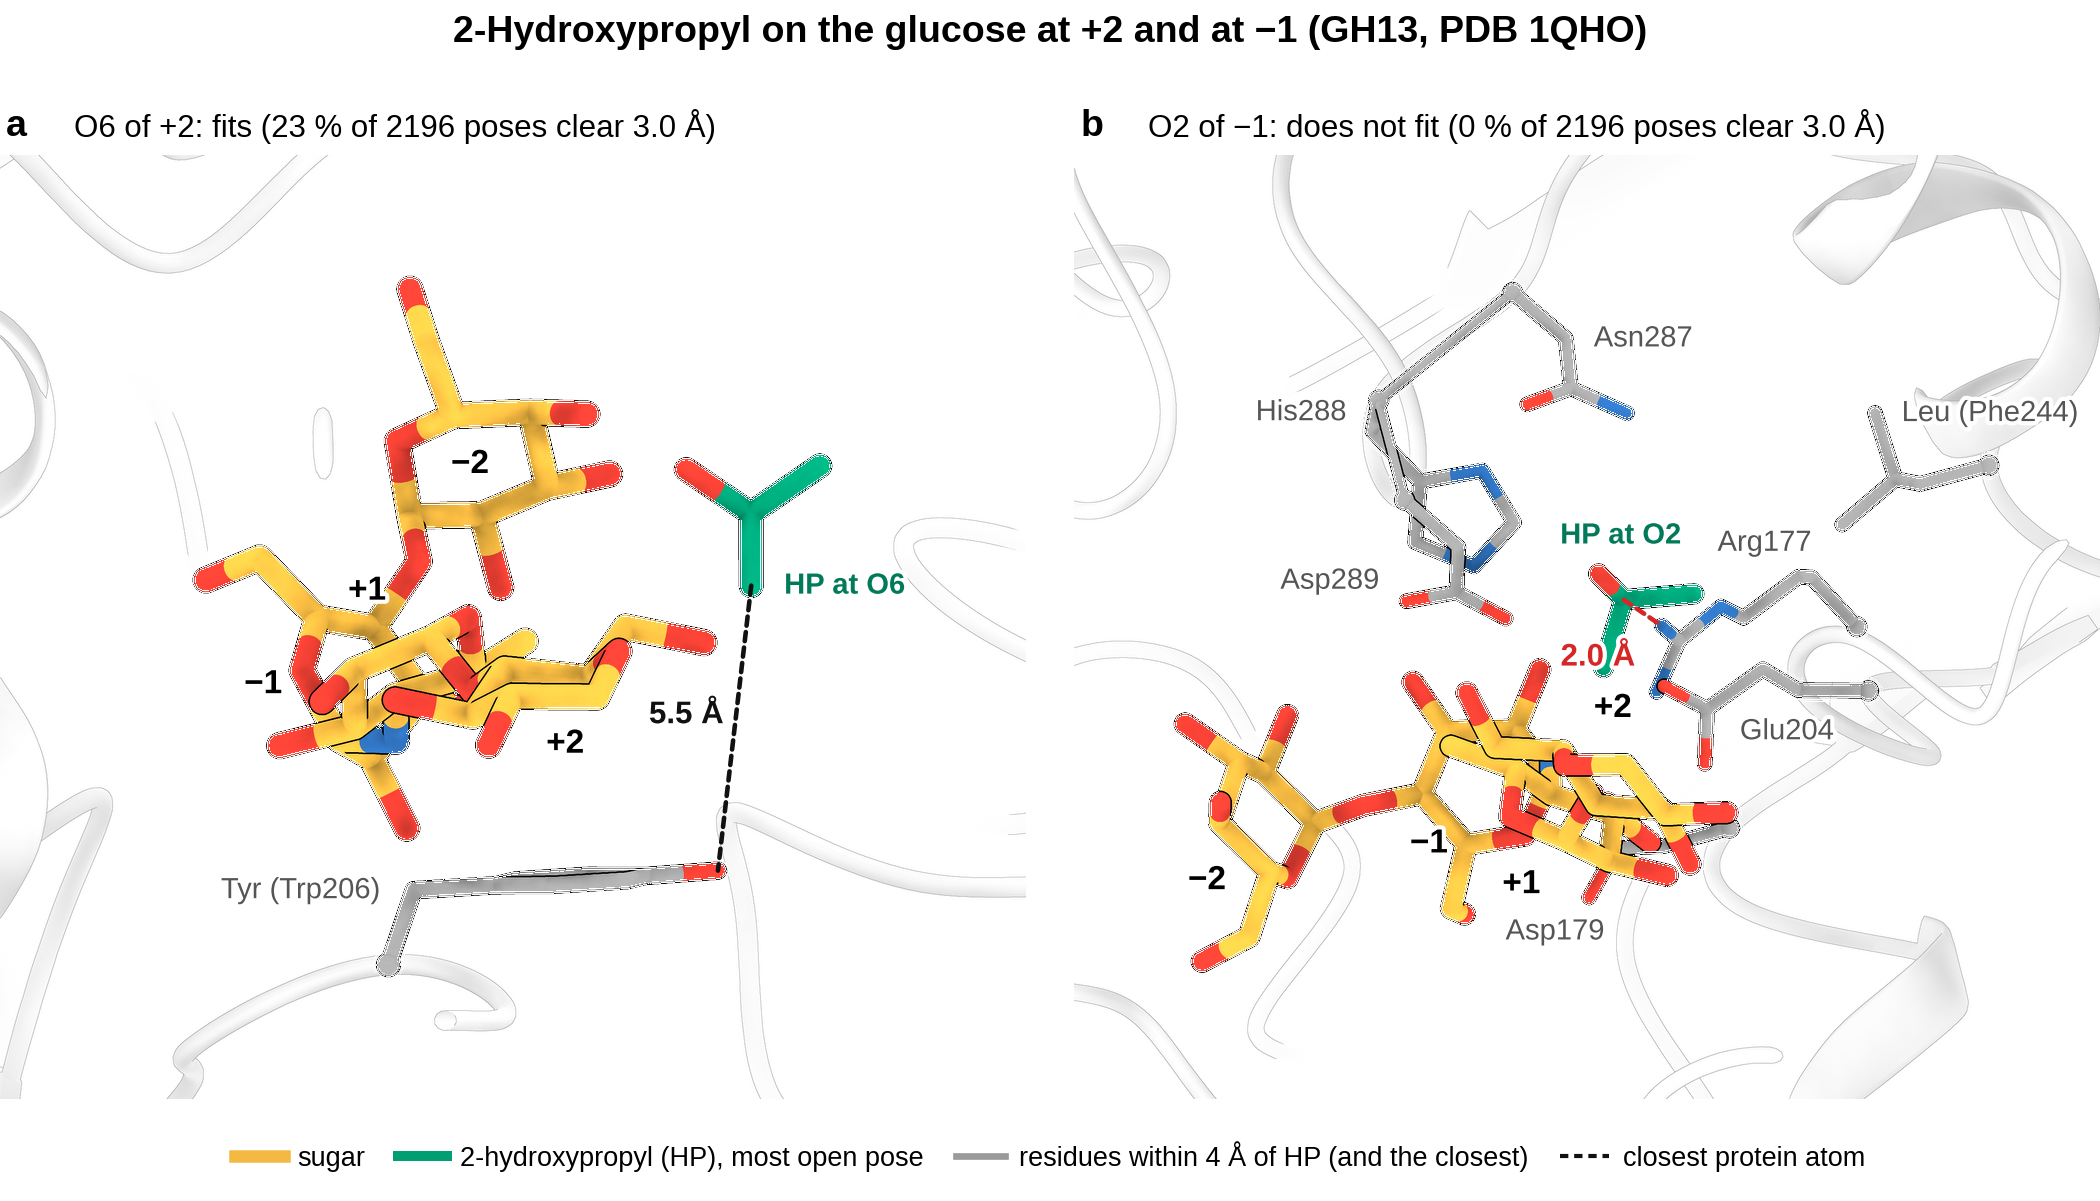 2-Hydroxypropyl on the glucose at +2 and at −1 (GH13, PDB 1QHO)
a O6 of +2: fits (23 % of 2196 poses clear 3.0 Å)
−2
HP at O6
+1
−1
5.5 Å
+2
Tyr (Trp206)
b O2 of −1: does not fit (0 % of 2196 poses clear 3.0 Å)
Asn287
His288
Leu (Phe244)
HP at O2
Arg177
Asp289
2.0 Å
+2
Glu204
−1
−2
+1
Asp179
sugar
2-hydroxypropyl (HP), most open pose
residues within 4 Å of HP (and the closest)
closest protein atom